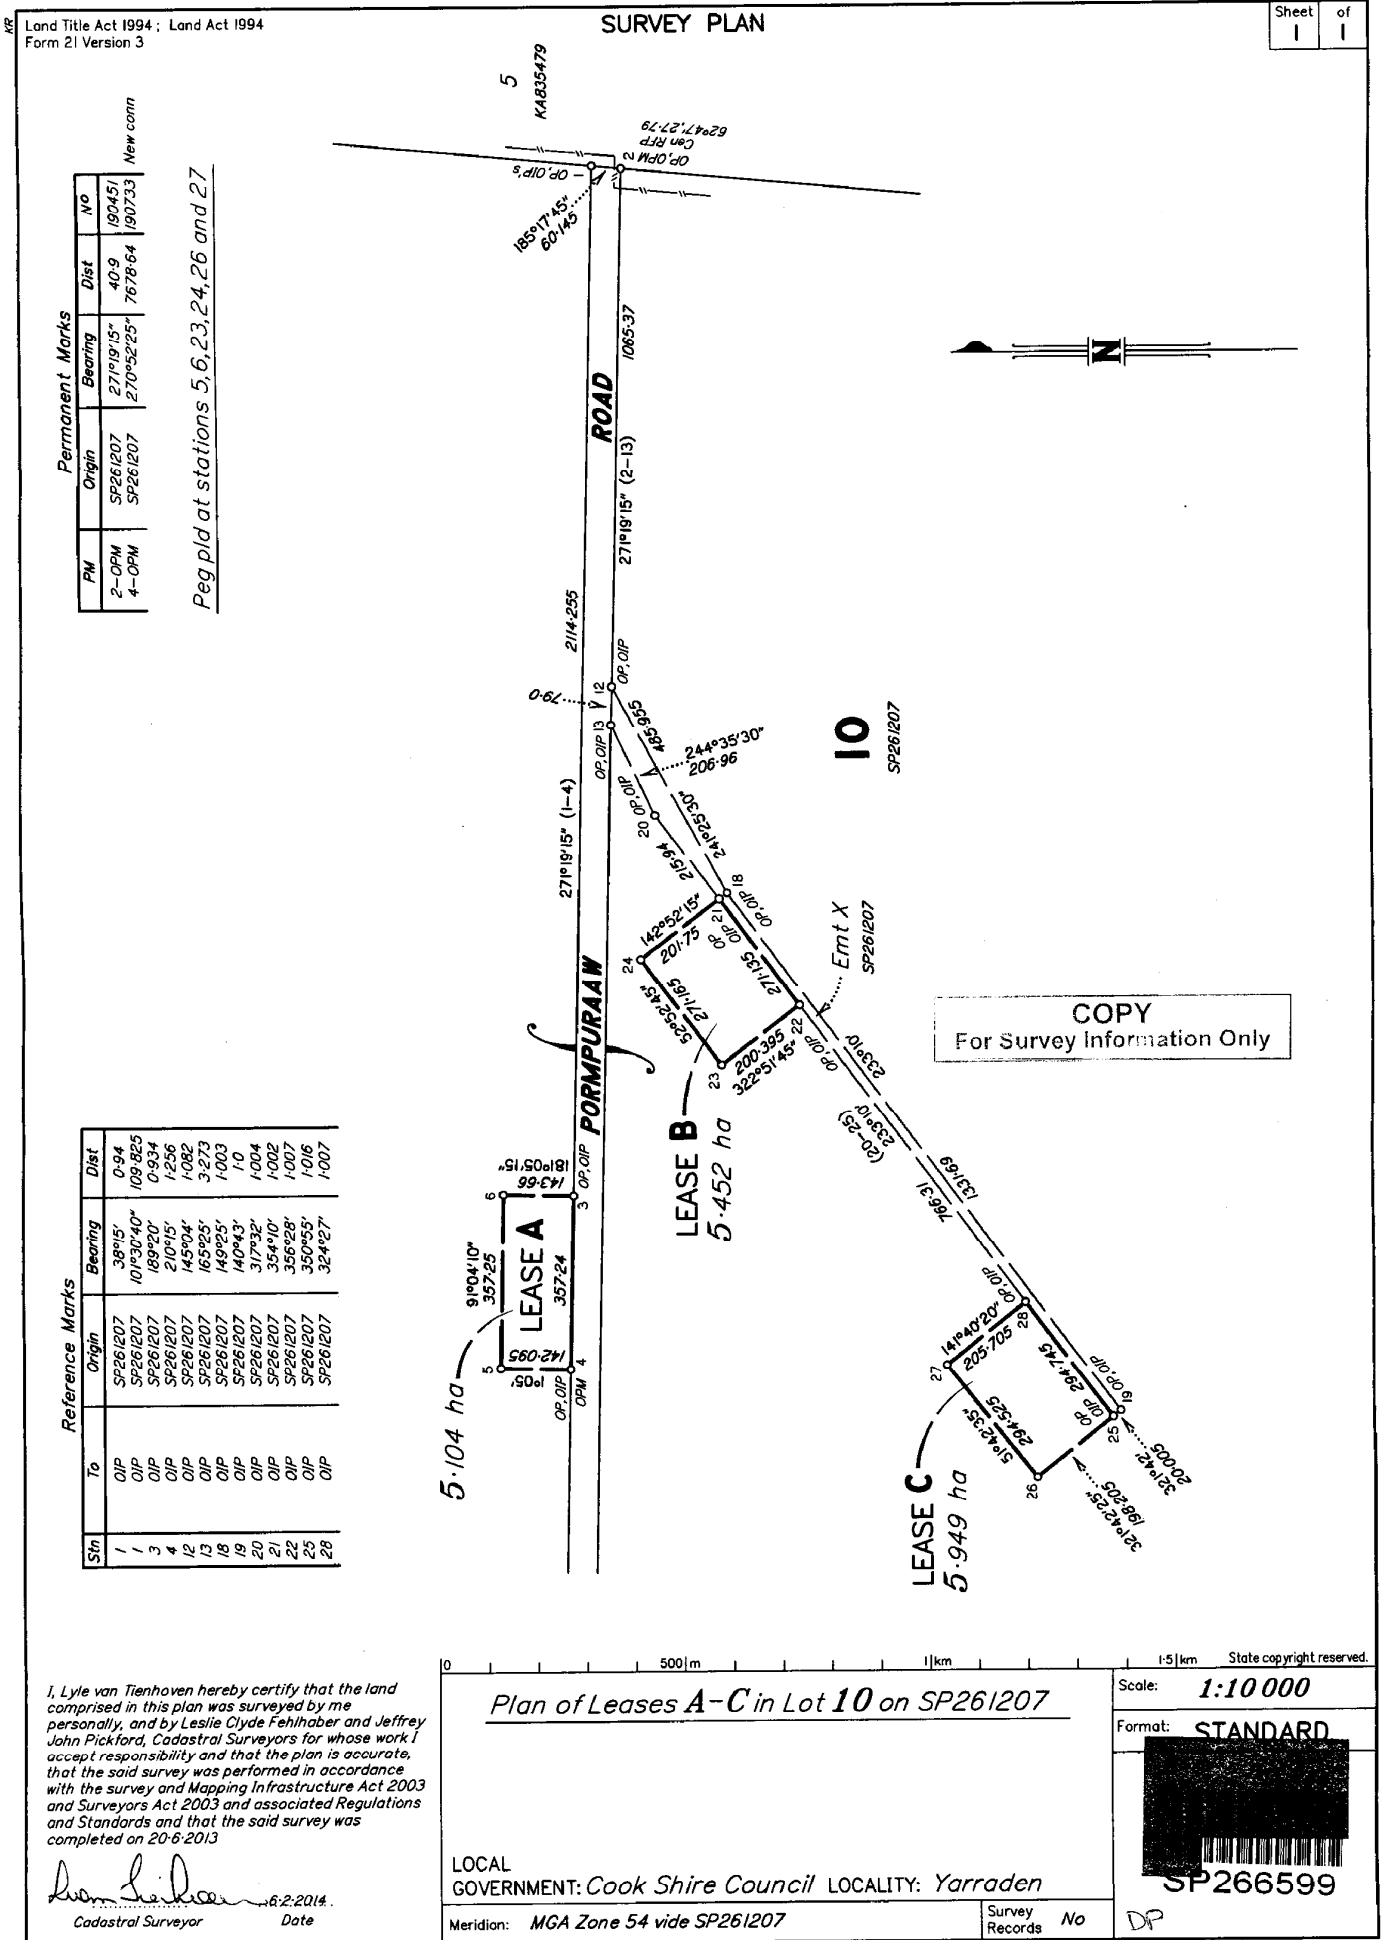 KR
Land Title Act 1994 ; Land Act 1994
Form 21 Version 3
SURVEY PLAN
Sheet of
1 1
Permanent Marks
PM Origin Bearing Dist No
2-OPM SP261207 271°19'15" 40·9 190451
4-OPM SP261207 270°52'25" 7678·64 190733 New conn
Peg pld at stations 5,6,23,24,26 and 27
5
KA835479
OP,OIP's
1
2
OP,OPM
Cen RFP
62°47',27·79
185°17'45"
60·145
1065·37
ROAD
271°19'15" (2-13)
2114·255
N
79·0
12
OP,OIP
OP,OIP 13
485·955
244°35'30"
206·96
20 OP,OIP
241°25'30"
215·94
271°19'15" (1-4)
10
SP261207
18
OP,OIP
142°52'15"
201·75
21
OP
OIP
24
271·165
52°52'45"
271·135
Emt X
SP261207
PORMPURAAW
22
OP,OIP
23
200·395
322°51'45"
233°10'
LEASE B
5·452 ha
233°10'
(20-25)
COPY
For Survey Information Only
766·31
1331·69
Reference Marks
Stn To Origin Bearing Dist
1 OIP SP261207 38°15' 0·94
1 OIP SP261207 101°30'40" 109·825
3 OIP SP261207 189°20' 0·934
4 OIP SP261207 210°15' 1·256
12 OIP SP261207 145°04' 1·082
13 OIP SP261207 165°25' 3·273
18 OIP SP261207 149°25' 1·003
19 OIP SP261207 140°43' 1·0
20 OIP SP261207 317°32' 1·004
21 OIP SP261207 354°10' 1·002
22 OIP SP261207 356°28' 1·007
25 OIP SP261207 350°55' 1·016
28 OIP SP261207 324°27' 1·007
6
143·66
181°05'15"
3
OP,OIP
91°04'10"
357·25
LEASE A
357·24
5
142·095
1°05'
4
OP,OIP
OPM
5·104 ha
OP,OIP
28
141°40'20"
205·705
27
294·745
294·525
51°42'35"
OP,OIP
19
OP
OIP
25
26
321°42'
20·005
321°42'25"
198·205
LEASE C
5·949 ha
0 500 m 1 km 1·5 km State copyright reserved.
I, Lyle van Tienhoven hereby certify that the land
comprised in this plan was surveyed by me
personally, and by Leslie Clyde Fehlhaber and Jeffrey
John Pickford, Cadastral Surveyors for whose work I
accept responsibility and that the plan is accurate,
that the said survey was performed in accordance
with the survey and Mapping Infrastructure Act 2003
and Surveyors Act 2003 and associated Regulations
and Standards and that the said survey was
completed on 20·6·2013
6·2·2014
Cadastral Surveyor Date
Plan of Leases A-C in Lot 10 on SP261207
LOCAL
GOVERNMENT: Cook Shire Council LOCALITY: Yarraden
Meridian: MGA Zone 54 vide SP261207
Survey
Records No
Scale: 1:10 000
Format: STANDARD
SP266599
DP